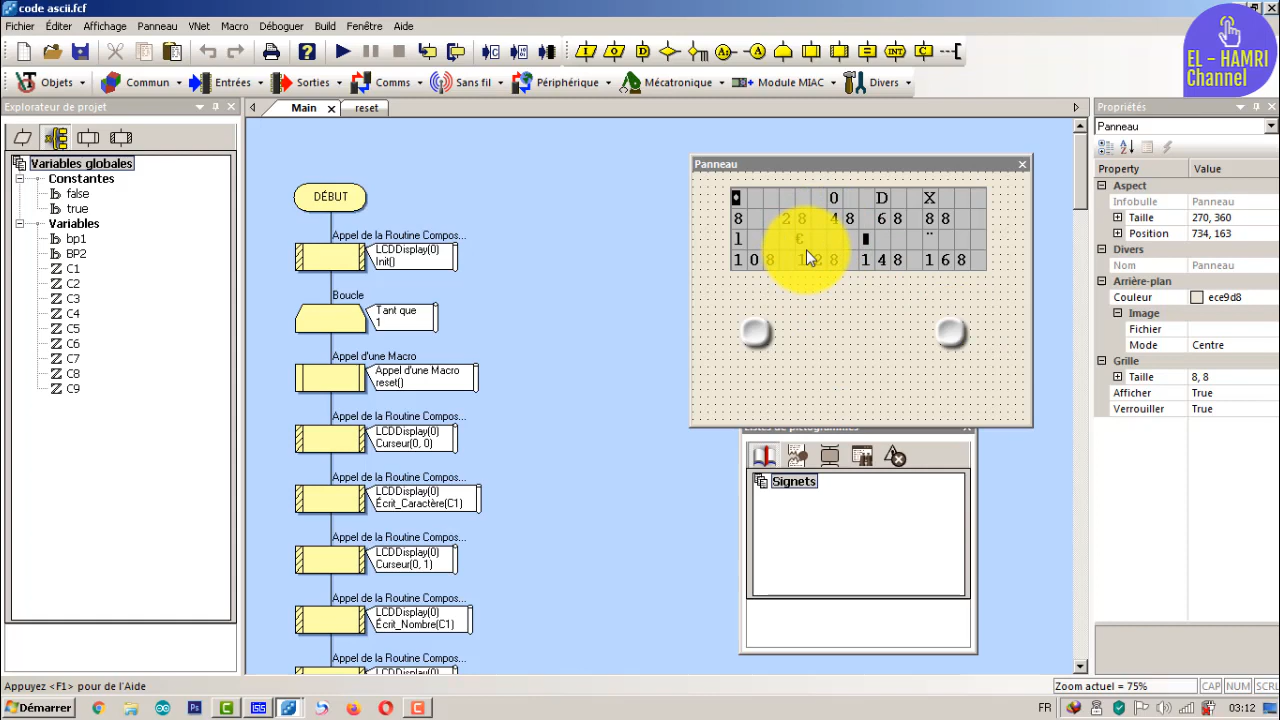 code ascii.fcf
Fichier Éditer Affichage Panneau VNet Macro Déboguer Build Fenêtre Aide
EL - HAMRI
Channel
Objets Commun Entrées Sorties Comms Sans fil Périphérique Mécatronique Module MIAC Divers
Explorateur de projet
Main reset
Propriétés
Variables globales
Constantes
false
true
Variables
bp1
BP2
C1
C2
C3
C4
C5
C6
C7
C8
C9
DÉBUT
Appel de la Routine Compos...
LCDDisplay(0)
Init()
Boucle
Tant que
1
Appel d'une Macro
Appel d'une Macro
reset()
Appel de la Routine Compos...
LCDDisplay(0)
Curseur(0, 0)
Appel de la Routine Compos...
LCDDisplay(0)
Écrit_Caractère(C1)
Appel de la Routine Compos...
LCDDisplay(0)
Curseur(0, 1)
Appel de la Routine Compos...
LCDDisplay(0)
Écrit_Nombre(C1)
Appel de la Routine Compos...
LCDDisplay(0)
Panneau
0 D X
8 28 48 68 88
l € ¨
108 128 148 168
Listes de pictogrammes
Signets
Panneau
Property Value
Aspect
Infobulle Panneau
Taille 270, 360
Position 734, 163
Divers
Nom Panneau
Arrière-plan
Couleur ece9d8
Image
Fichier
Mode Centre
Grille
Taille 8, 8
Afficher True
Verrouiller True
Appuyez <F1> pour de l'Aide
Zoom actuel = 75% CAP NUM SCRL
Démarrer
FR 03:12